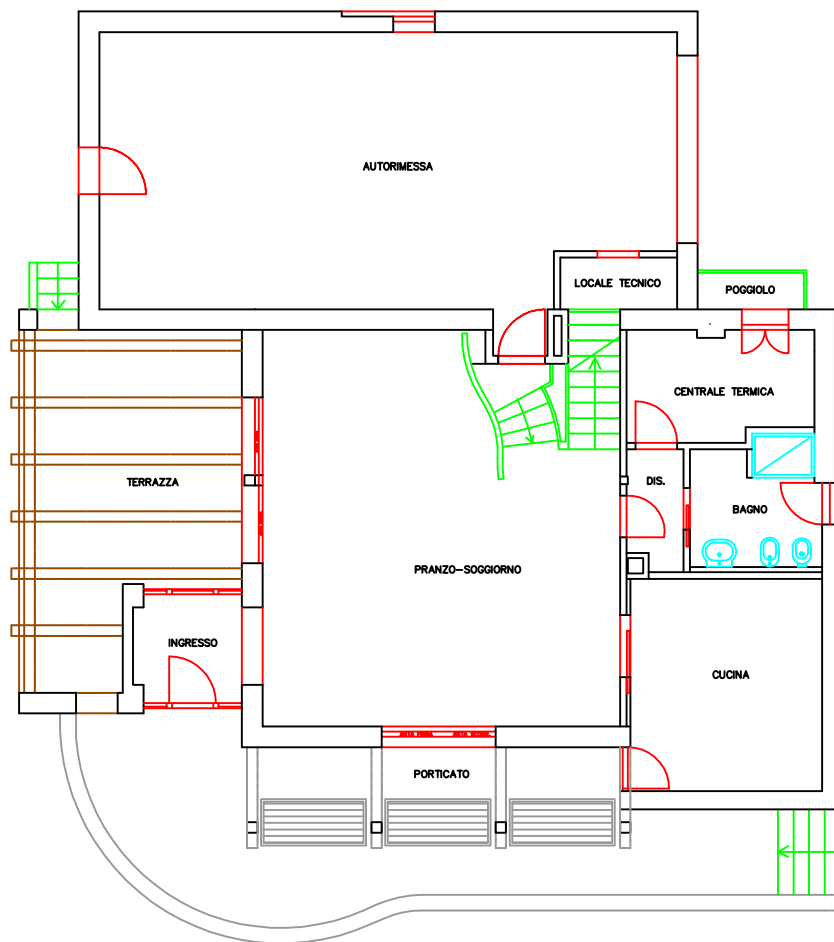 AUTORIMESSA
LOCALE TECNICO
POGGIOLO
CENTRALE TERMICA
TERRAZZA
DIS.
BAGNO
PRANZO-SOGGIORNO
INGRESSO
CUCINA
PORTICATO